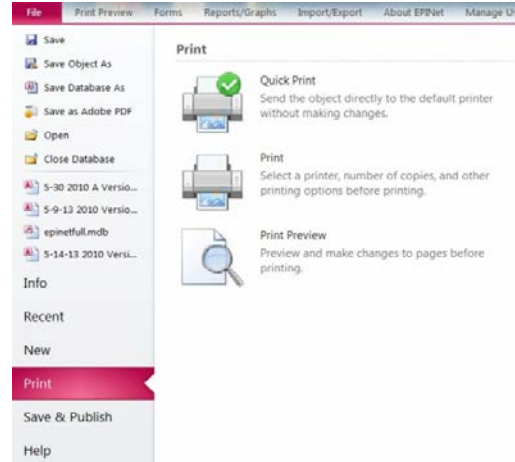 File Print Preview Forms Reports/Graphs Import/Export About EPINet Manage U
Save
Save Object As
Save Database As
Save as Adobe PDF
Open
Close Database
5-30 2010 A Versio...
5-9-13 2010 Versio...
epinetfull.mdb
5-14-13 2010 Versi...
Info
Recent
New
Print
Save & Publish
Help
Print
Quick Print
Send the object directly to the default printer
without making changes.
Print
Select a printer, number of copies, and other
printing options before printing.
Print Preview
Preview and make changes to pages before
printing.